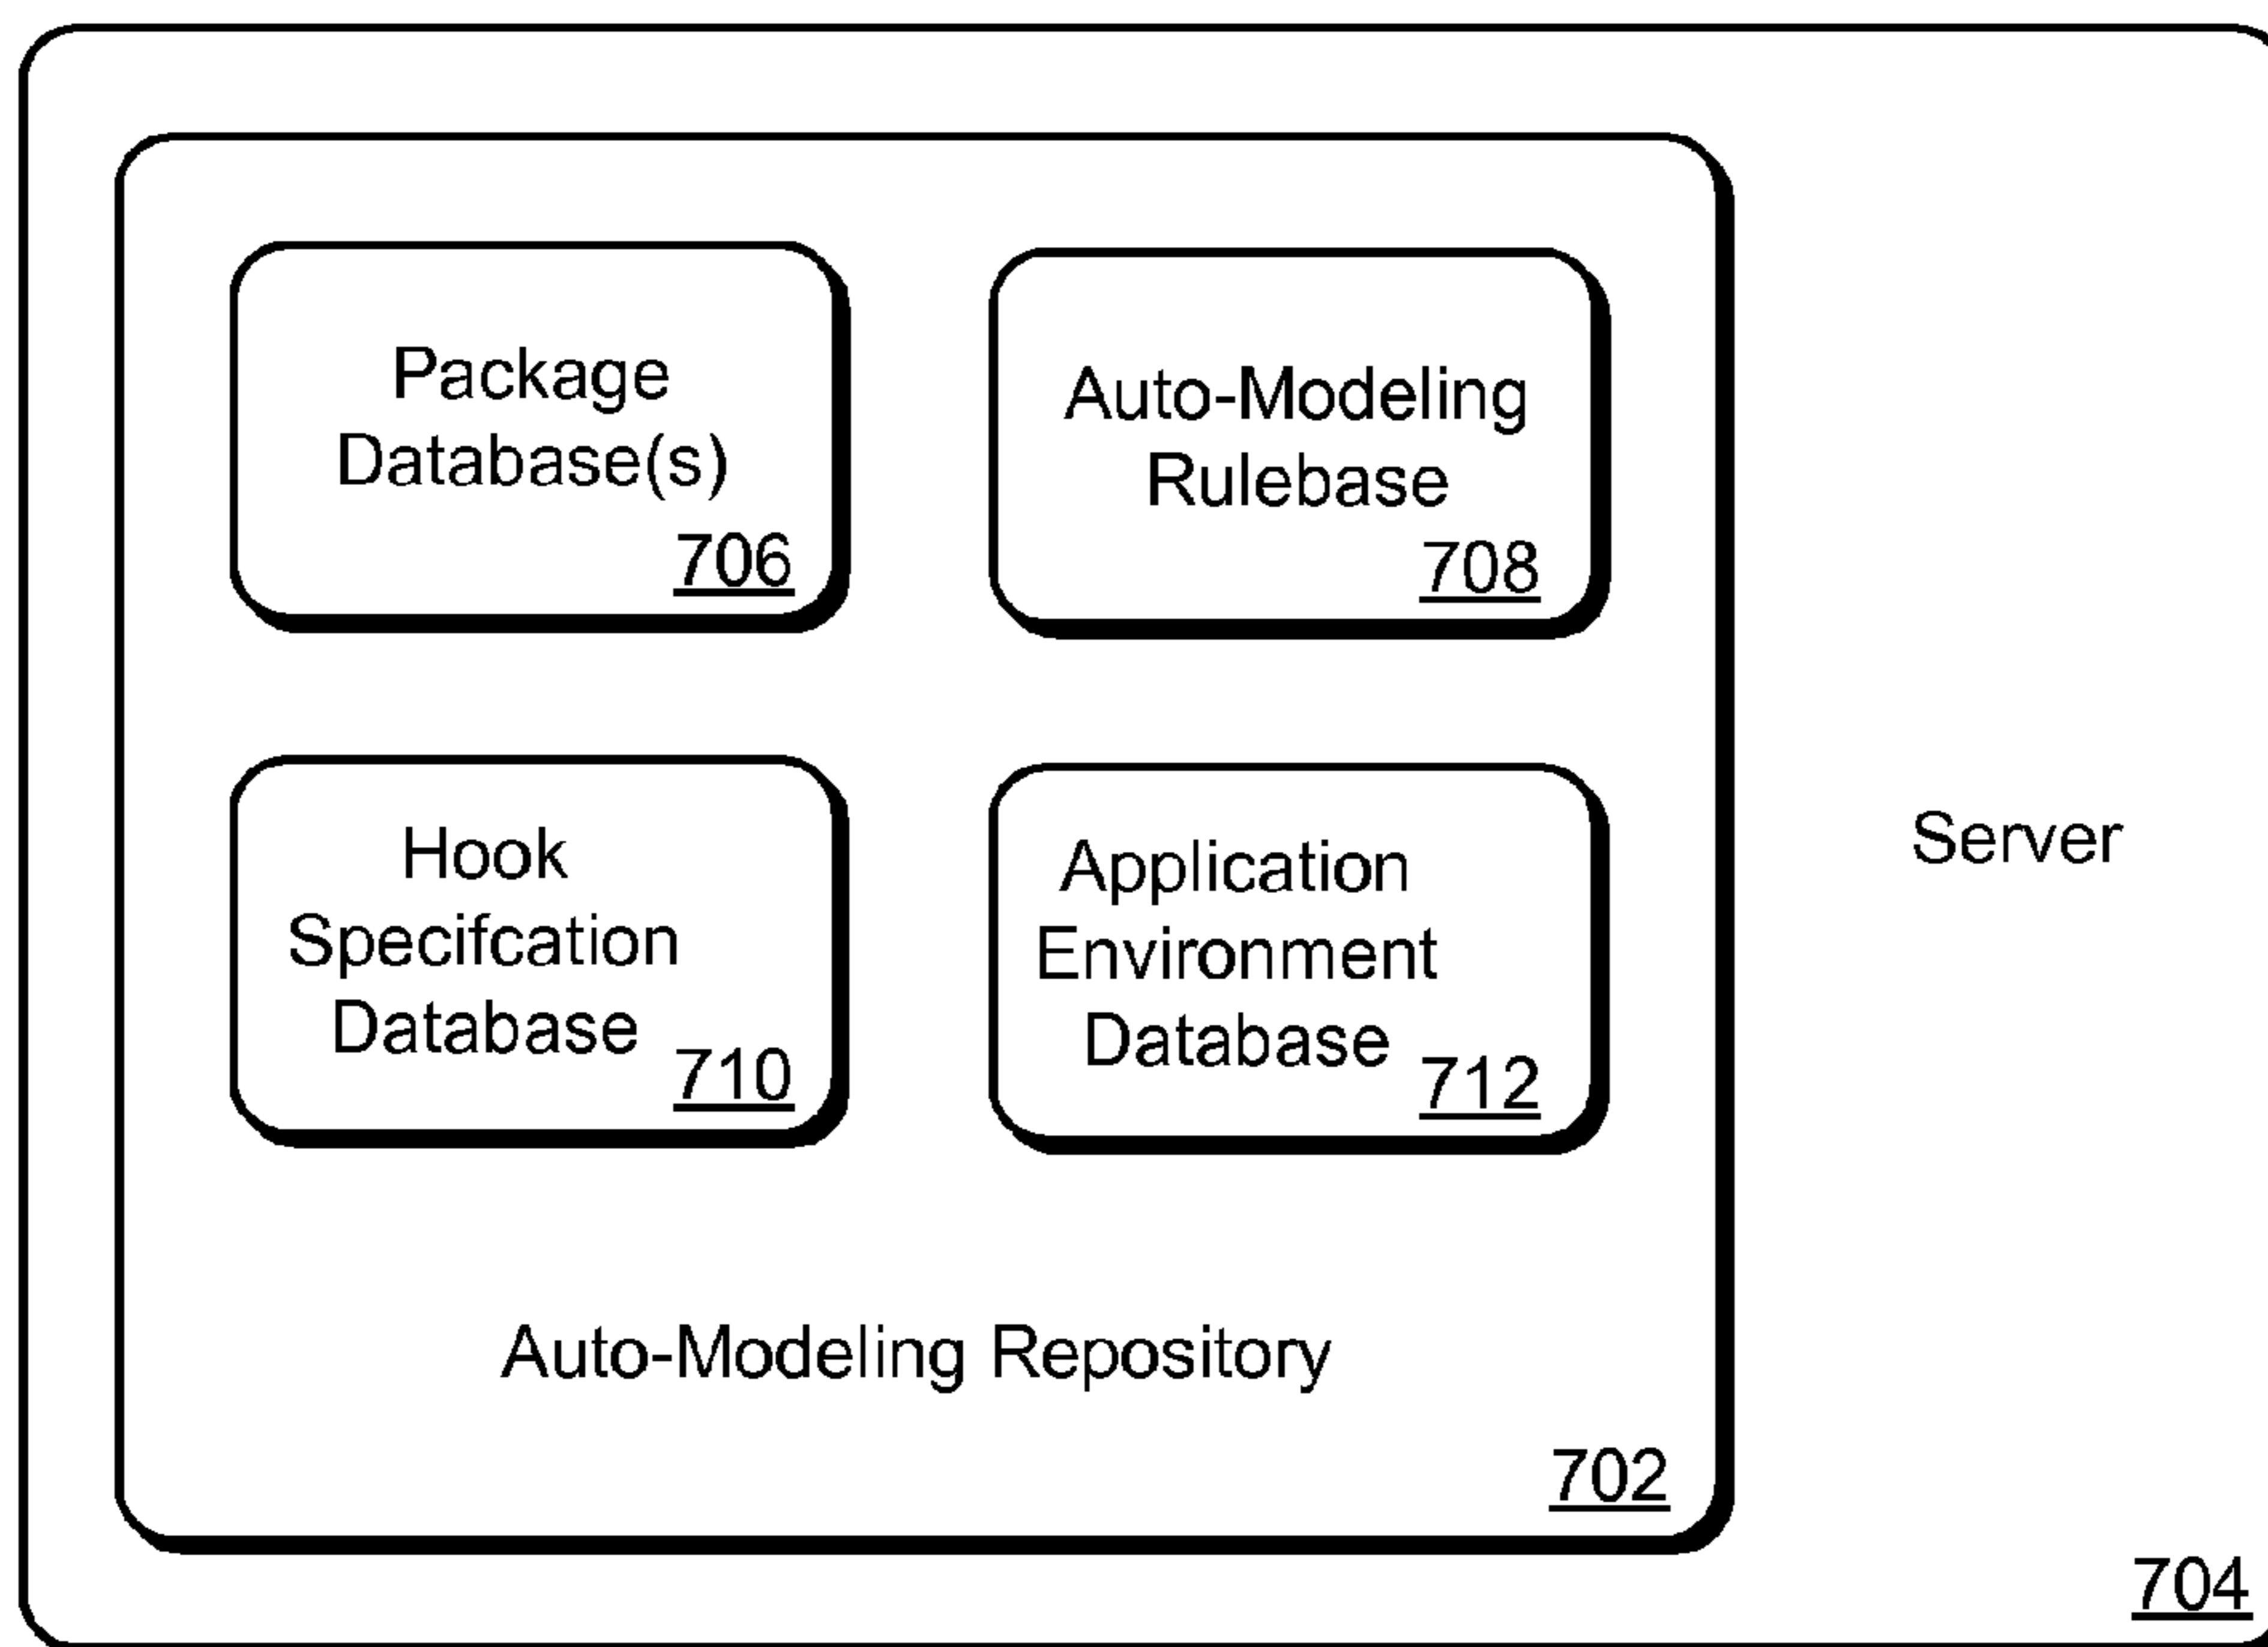 Package
Database(s)
706
Auto-Modeling
Rulebase
708
Hook
Specifcation
Database
710
Application
Environment
Database
712
Server
Auto-Modeling Repository
702
704